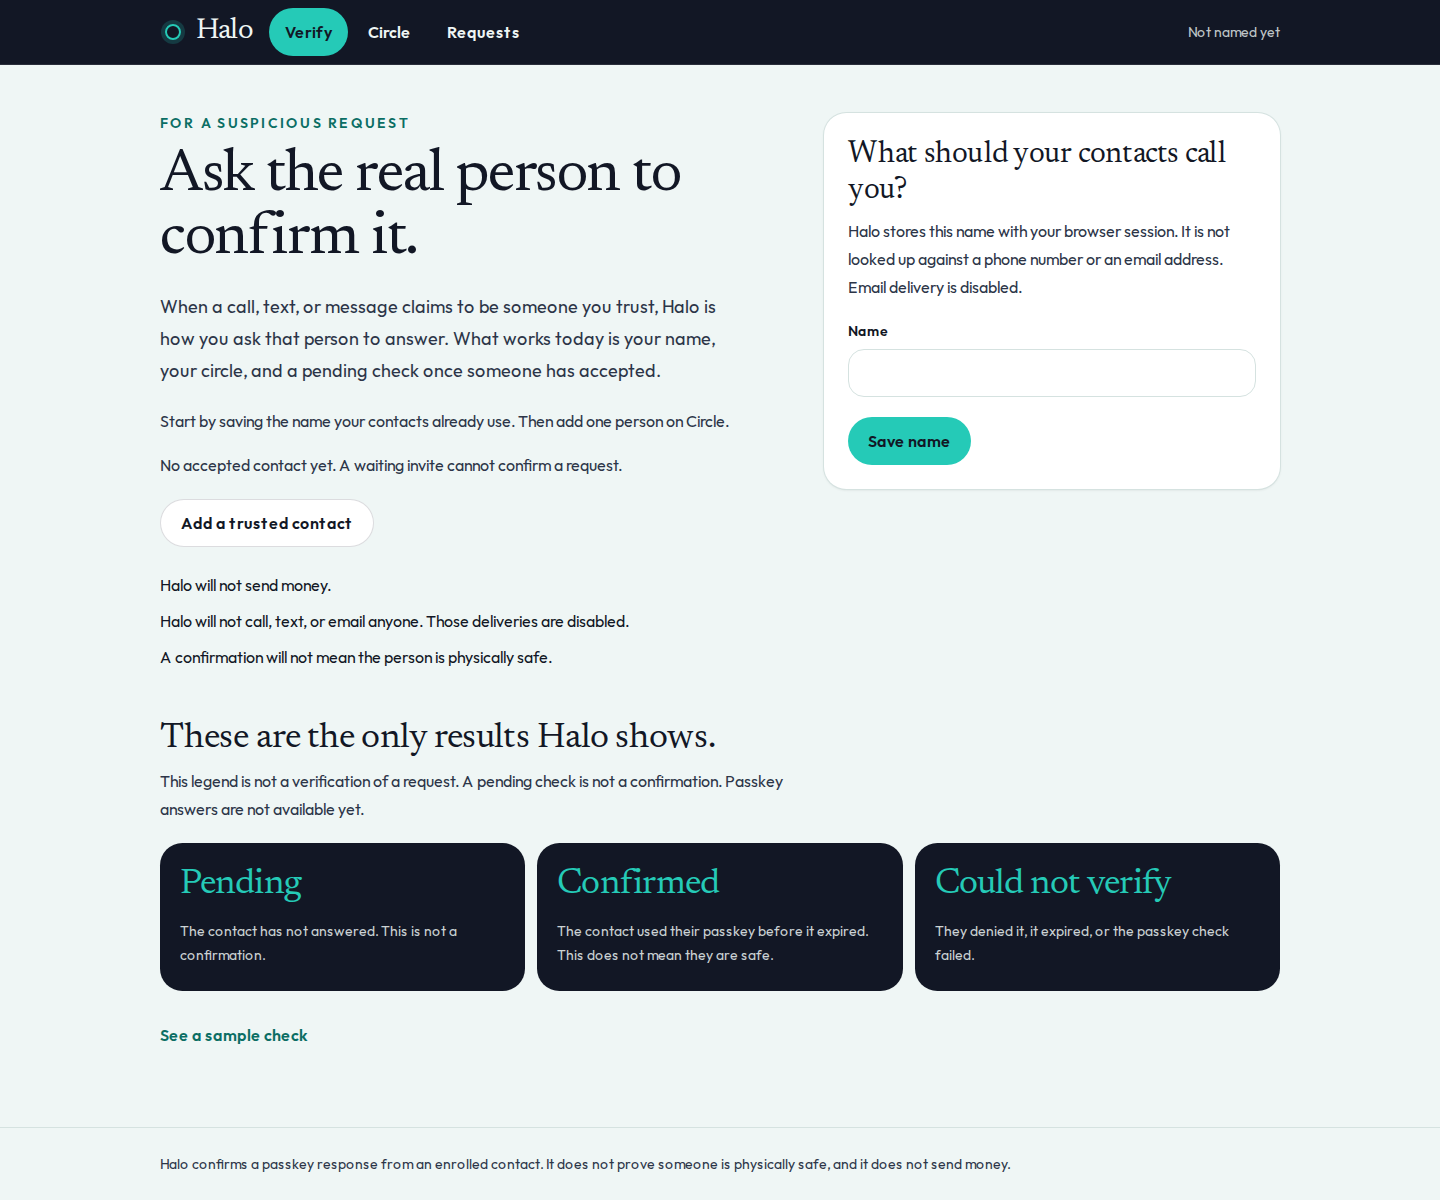 Halo
Verify
Circle
Requests
Not named yet
FOR A SUSPICIOUS REQUEST
Ask the real person to
confirm it.
When a call, text, or message claims to be someone you trust, Halo is
how you ask that person to answer. What works today is your name,
your circle, and a pending check once someone has accepted.
Start by saving the name your contacts already use. Then add one person on Circle.
No accepted contact yet. A waiting invite cannot confirm a request.
Add a trusted contact
Halo will not send money.
Halo will not call, text, or email anyone. Those deliveries are disabled.
A confirmation will not mean the person is physically safe.
What should your contacts call
you?
Halo stores this name with your browser session. It is not
looked up against a phone number or an email address.
Email delivery is disabled.
Name
Save name
These are the only results Halo shows.
This legend is not a verification of a request. A pending check is not a confirmation. Passkey
answers are not available yet.
Pending
The contact has not answered. This is not a
confirmation.
Confirmed
The contact used their passkey before it expired.
This does not mean they are safe.
Could not verify
They denied it, it expired, or the passkey check
failed.
See a sample check
Halo confirms a passkey response from an enrolled contact. It does not prove someone is physically safe, and it does not send money.